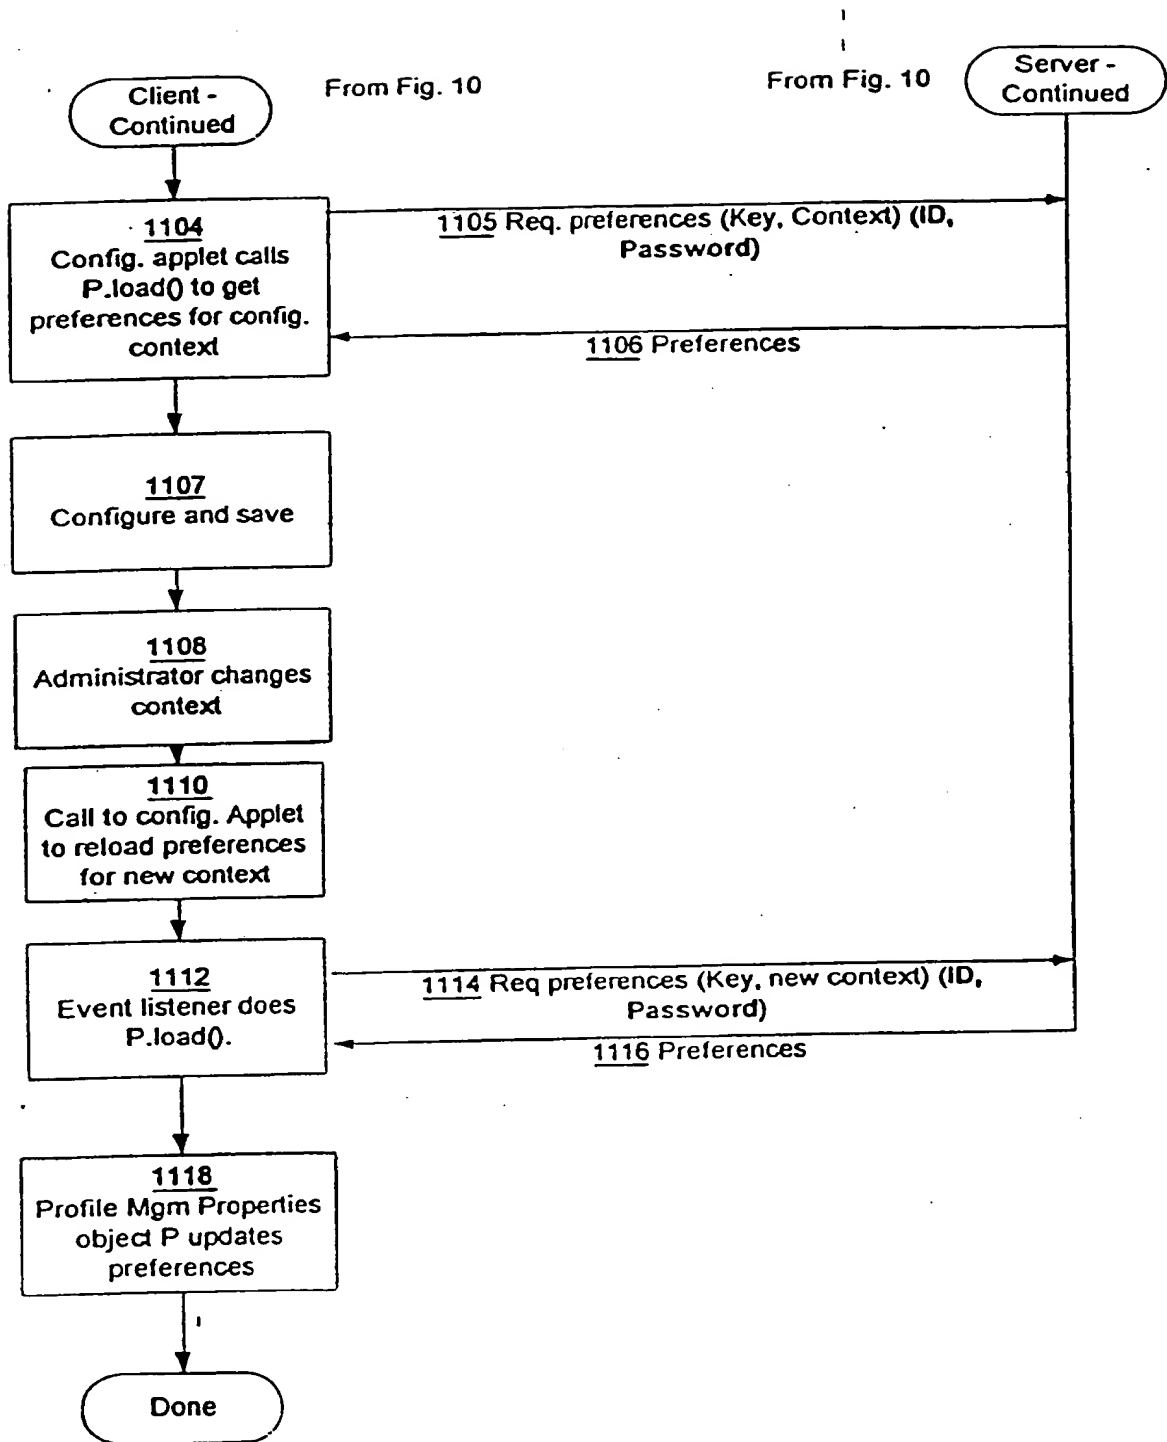 Client -
Continued
From Fig. 10
From Fig. 10
Server -
Continued
1104
Config. applet calls
P.load() to get
preferences for config.
context
1105 Req. preferences (Key, Context) (ID,
Password)
1106 Preferences
1107
Configure and save
1108
Administrator changes
context
1110
Call to config. Applet
to reload preferences
for new context
1112
Event listener does
P.load().
1114 Req preferences (Key, new context) (ID,
Password)
1116 Preferences
1118
Profile Mgm Properties
object P updates
preferences
Done